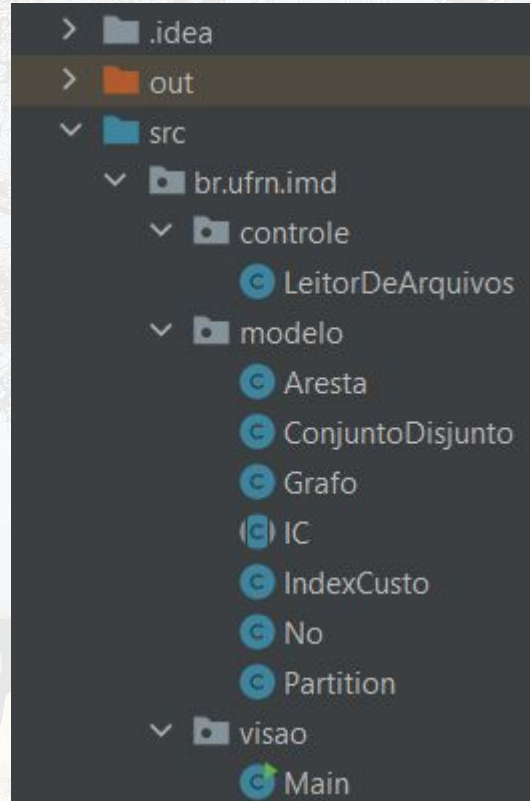 .idea
out
src
br.ufrn.imd
controle
C LeitorDeArquivos
modelo
C Aresta
C ConjuntoDisjunto
C Grafo
C IC
C IndexCusto
C No
C Partition
visao
C Main